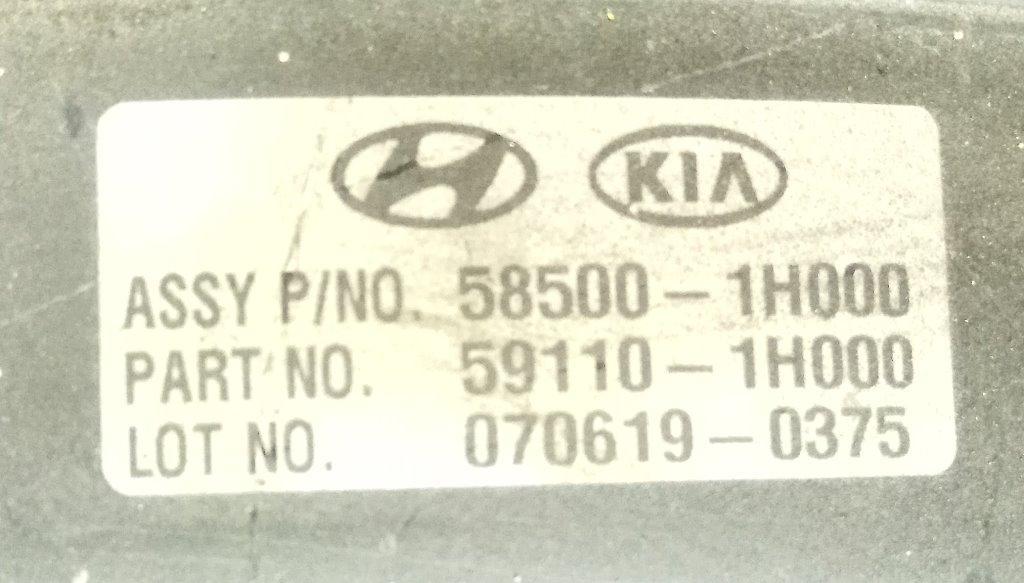 KIA
ASSY P/NO. 58500-1H000
PART NO. 59110-1H000
LOT NO. 070619-0375